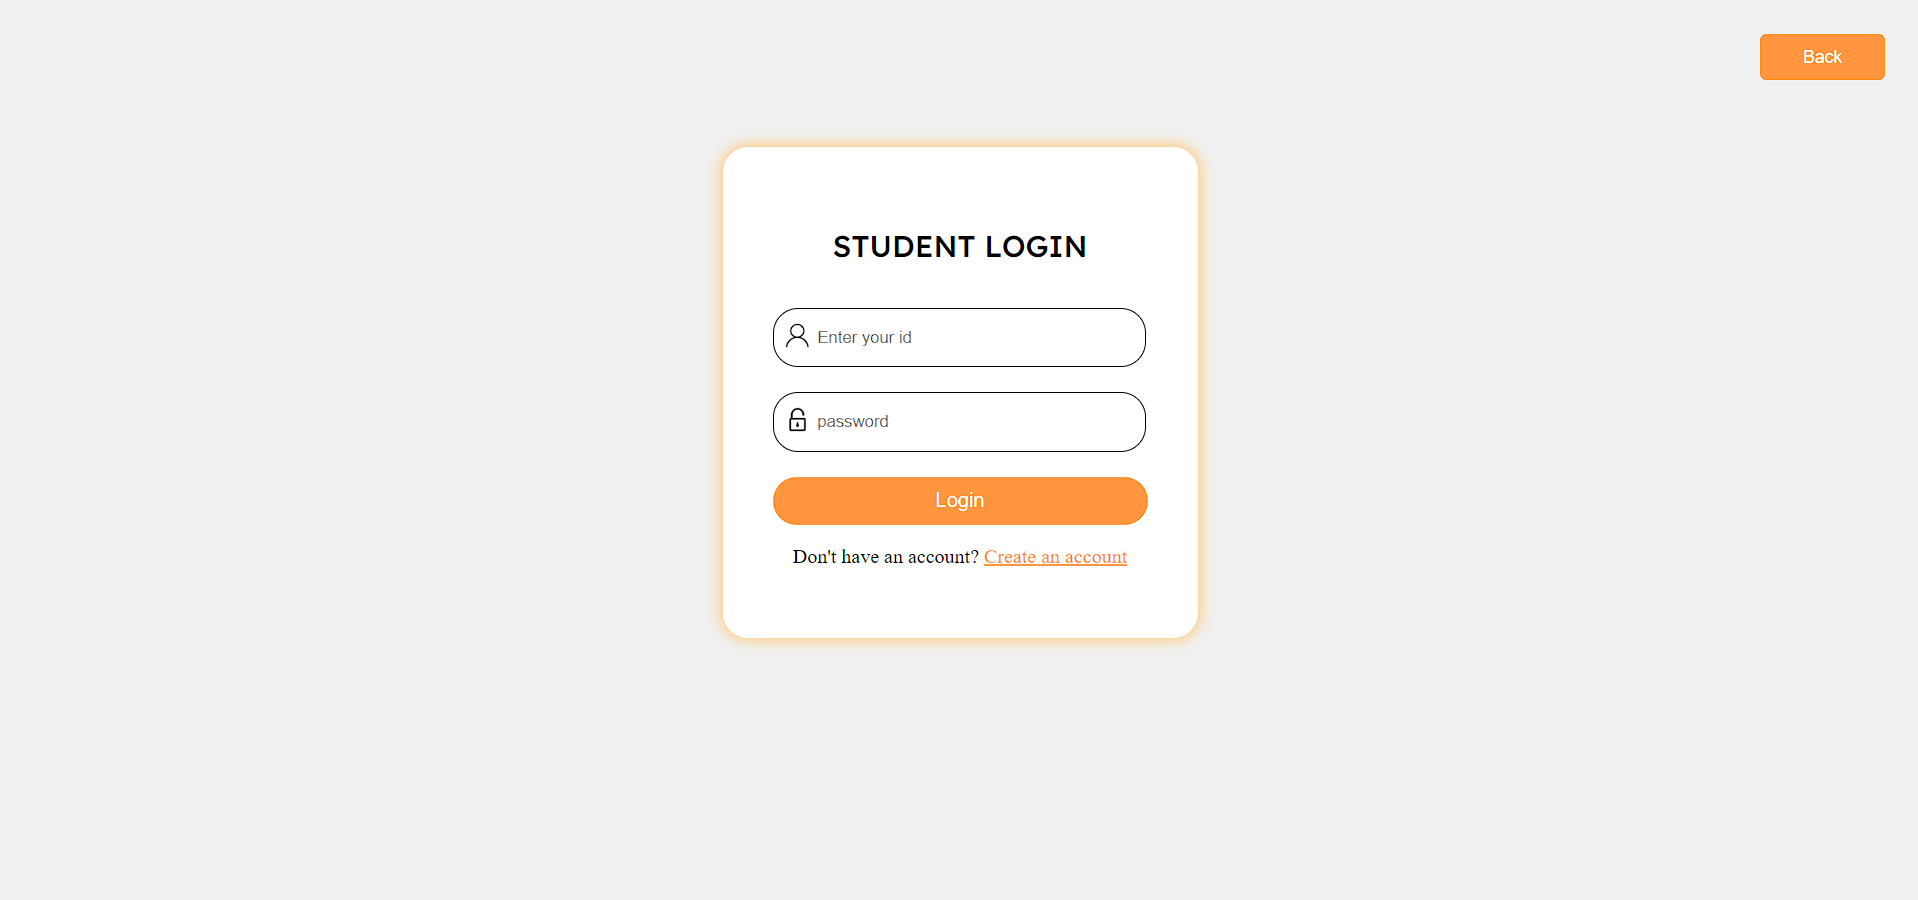 Back
STUDENT LOGIN
Enter your id
password
Login
Don't have an account? Create an account